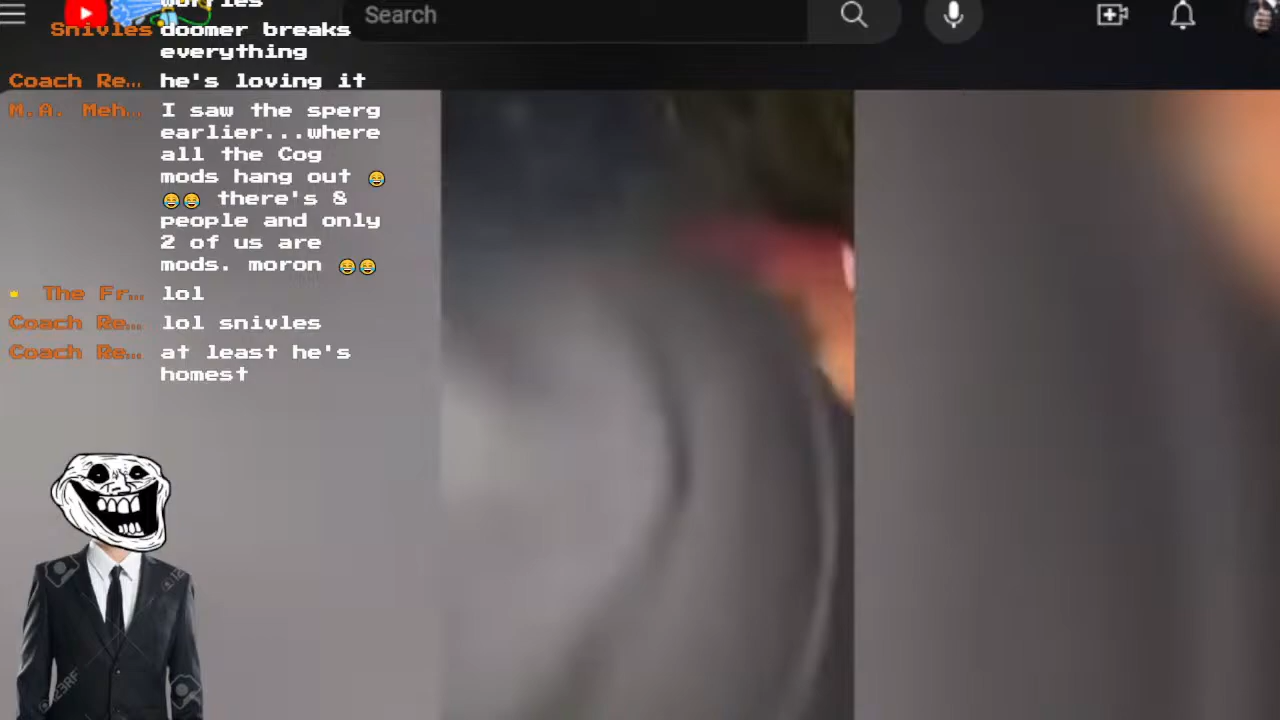 worries
Search
Snivles doomer breaks
everything
Coach Re… he's loving it
M.A. Meh… I saw the sperg
earlier...where
all the Cog
mods hang out 😂
😂😂 there's 8
people and only
2 of us are
mods. moron 😂😂
The Fr… lol
Coach Re… lol snivles
Coach Re… at least he's
homest
123RF